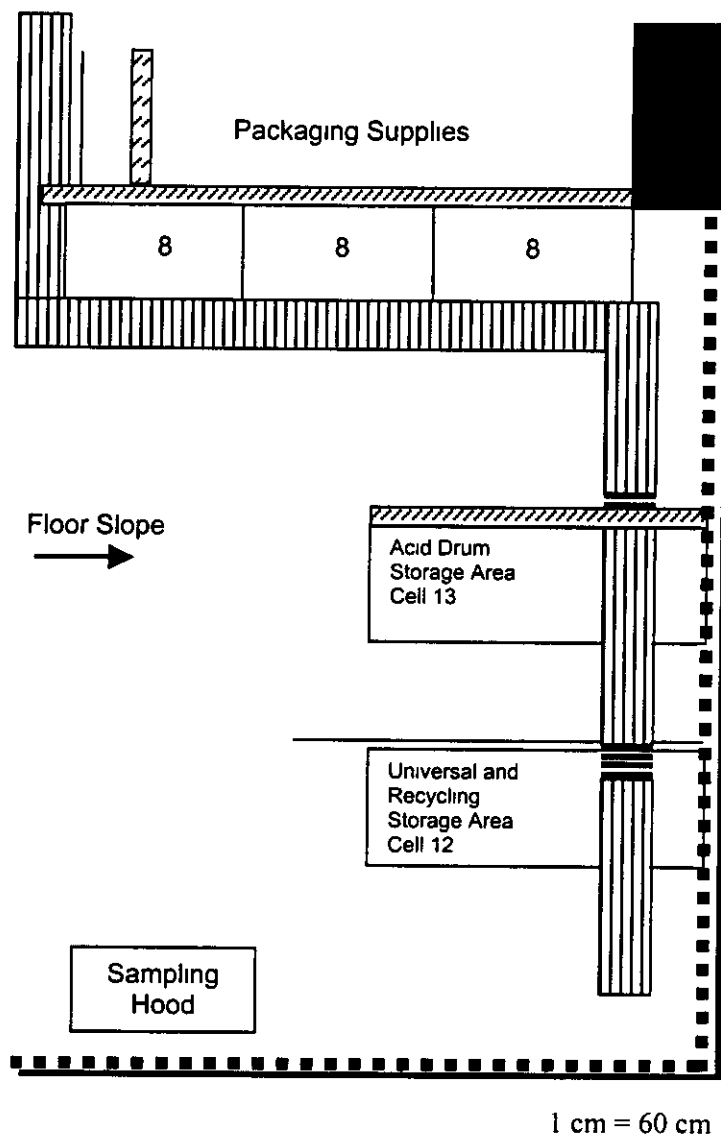 Packaging Supplies
8 8 8
Floor Slope
Acid Drum
Storage Area
Cell 13
Universal and
Recycling
Storage Area
Cell 12
Sampling
Hood
1 cm = 60 cm